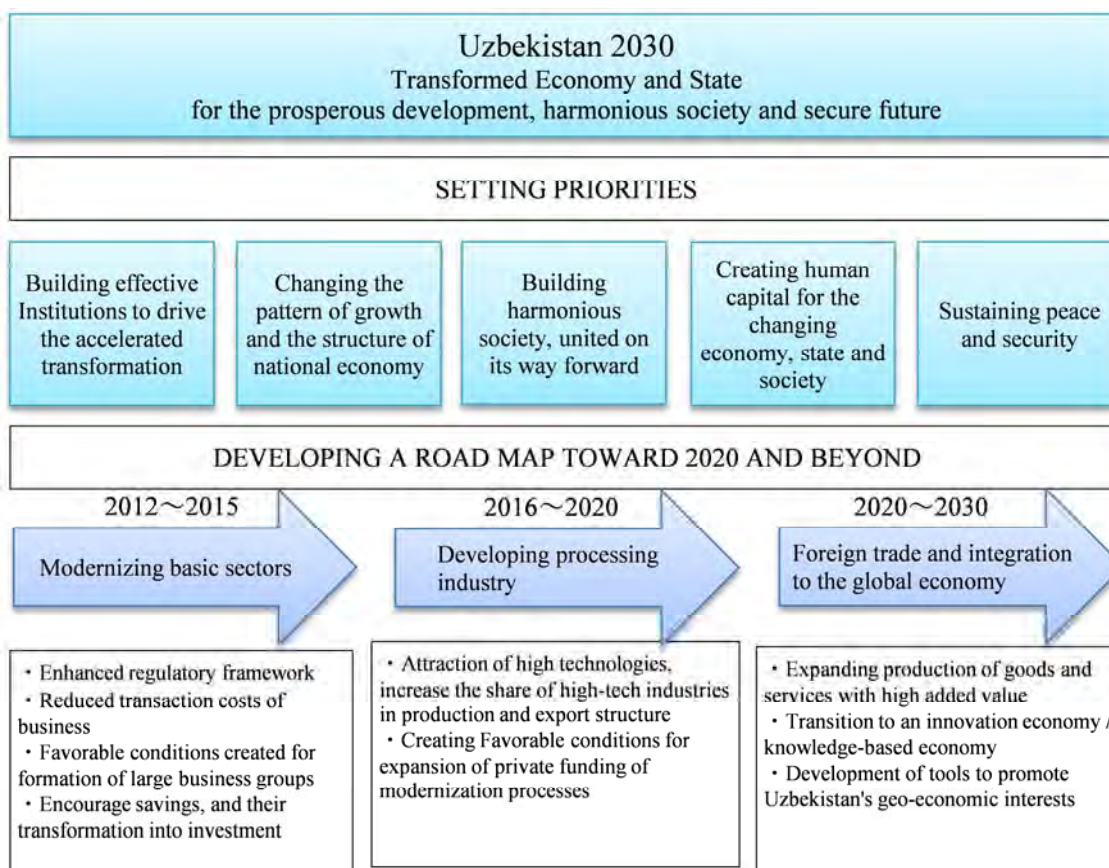 Uzbekistan 2030
Transformed Economy and State
for the prosperous development, harmonious society and secure future
SETTING PRIORITIES
Building effective
Institutions to drive
the accelerated
transformation
Changing the
pattern of growth
and the structure of
national economy
Building
harmonious
society, united on
its way forward
Creating human
capital for the
changing
economy, state and
society
Sustaining peace
and security
DEVELOPING A ROAD MAP TOWARD 2020 AND BEYOND
2012～2015
Modernizing basic sectors
・Enhanced regulatory framework
・Reduced transaction costs of
business
・Favorable conditions created for
formation of large business groups
・Encourage savings, and their
transformation into investment
2016～2020
Developing processing
industry
・Attraction of high technologies,
increase the share of high-tech industries
in production and export structure
・Creating Favorable conditions for
expansion of private funding of
modernization processes
2020～2030
Foreign trade and integration
to the global economy
・Expanding production of goods and
services with high added value
・Transition to an innovation economy /
knowledge-based economy
・Development of tools to promote
Uzbekistan's geo-economic interests